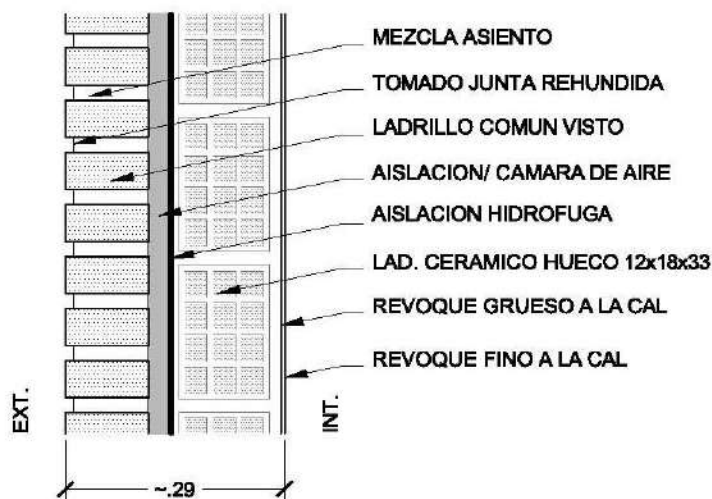 MEZCLA ASIENTO
TOMADO JUNTA REHUNDIDA
LADRILLO COMUN VISTO
AISLACION/ CAMARA DE AIRE
AISLACION HIDROFUGA
LAD. CERAMICO HUECO 12x18x33
REVOQUE GRUESO A LA CAL
REVOQUE FINO A LA CAL
EXT.
INT.
~.29